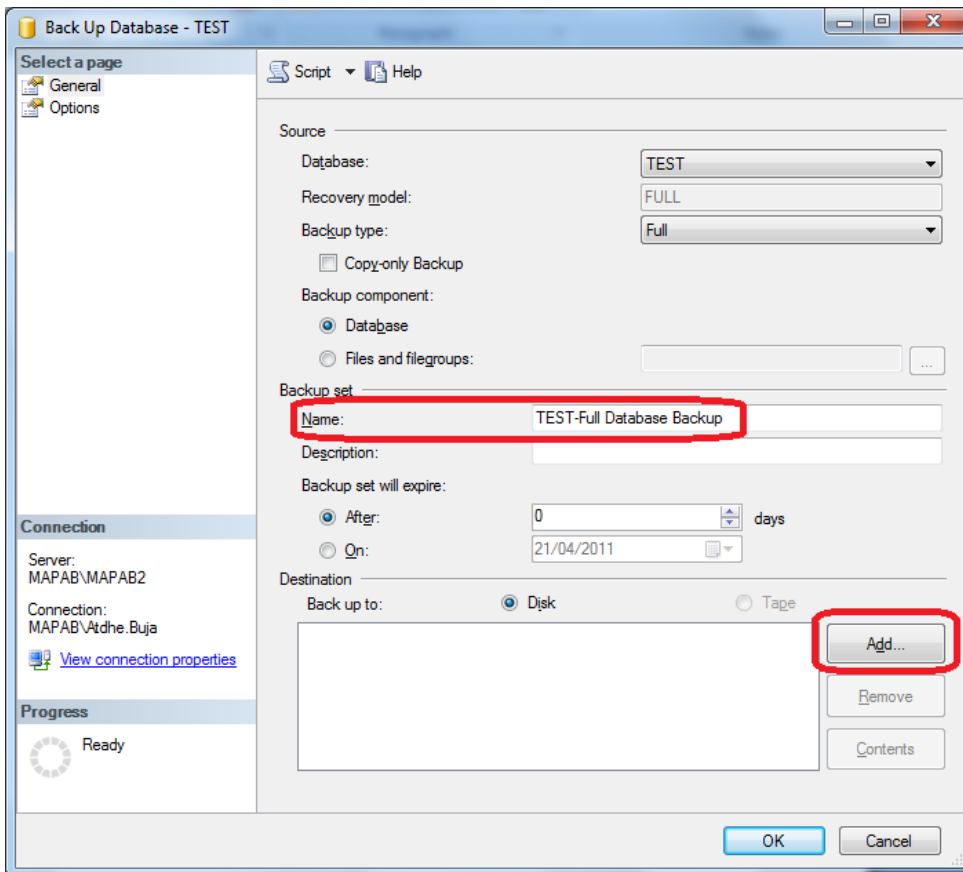 Back Up Database - TEST
Select a page
General
Options
Script Help
Source
Database: TEST
Recovery model: FULL
Backup type: Full
Copy-only Backup
Backup component:
Database
Files and filegroups: ...
Backup set
Name: TEST-Full Database Backup
Description:
Backup set will expire:
After: 0 days
On: 21/04/2011
Destination
Back up to: Disk Tape
Add...
Remove
Contents
Connection
Server:
MAPAB\MAPAB2
Connection:
MAPAB\Atdhe.Buja
View connection properties
Progress
Ready
OK Cancel